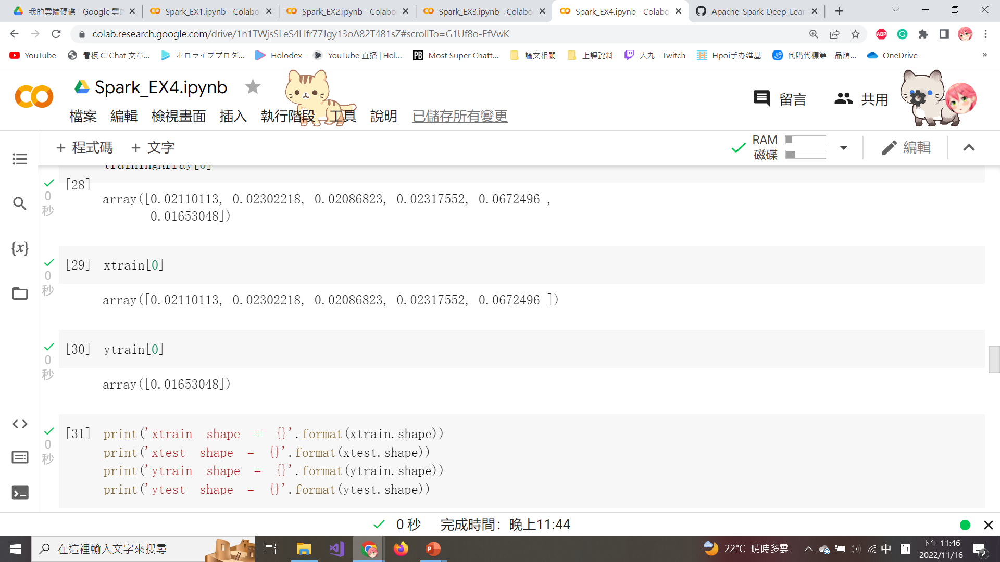 我的雲端硬碟 - Google 雲端
Spark_EX1.ipynb - Colabo
Spark_EX2.ipynb - Colabo
Spark_EX3.ipynb - Colabo
Spark_EX4.ipynb - Colabo
Apache-Spark-Deep-Lear
colab.research.google.com/drive/1n1TWjsSLeS4Llfr77Jgy13oA82T481sZ#scrollTo=G1Uf8o-EfVwK
ABP
YouTube
看板 C_Chat 文章...
ホロライブプロダ...
Holodex
YouTube 直播 | Hol...
PB
Most Super Chatt...
論文相關
上課資料
大丸 - Twitch
Hpoi手办维基
代購代標第一品牌...
OneDrive
»
Spark_EX4.ipynb
留言
共用
檔案 編輯 檢視畫面 插入 執行階段 工具 說明 已儲存所有變更
+ 程式碼 + 文字
RAM
磁碟
編輯
trainingArray[0]
[28]
0
秒
array([0.02110113, 0.02302218, 0.02086823, 0.02317552, 0.0672496 ,
0.01653048])
[29] xtrain[0]
0
秒
array([0.02110113, 0.02302218, 0.02086823, 0.02317552, 0.0672496 ])
[30] ytrain[0]
0
秒
array([0.01653048])
[31] print('xtrain shape = {}'.format(xtrain.shape))
0
秒
print('xtest shape = {}'.format(xtest.shape))
print('ytrain shape = {}'.format(ytrain.shape))
print('ytest shape = {}'.format(ytest.shape))
{x}
0 秒 完成時間：晚上11:44
在這裡輸入文字來搜尋
22°C 晴時多雲
中
下午 11:46
2022/11/16
2